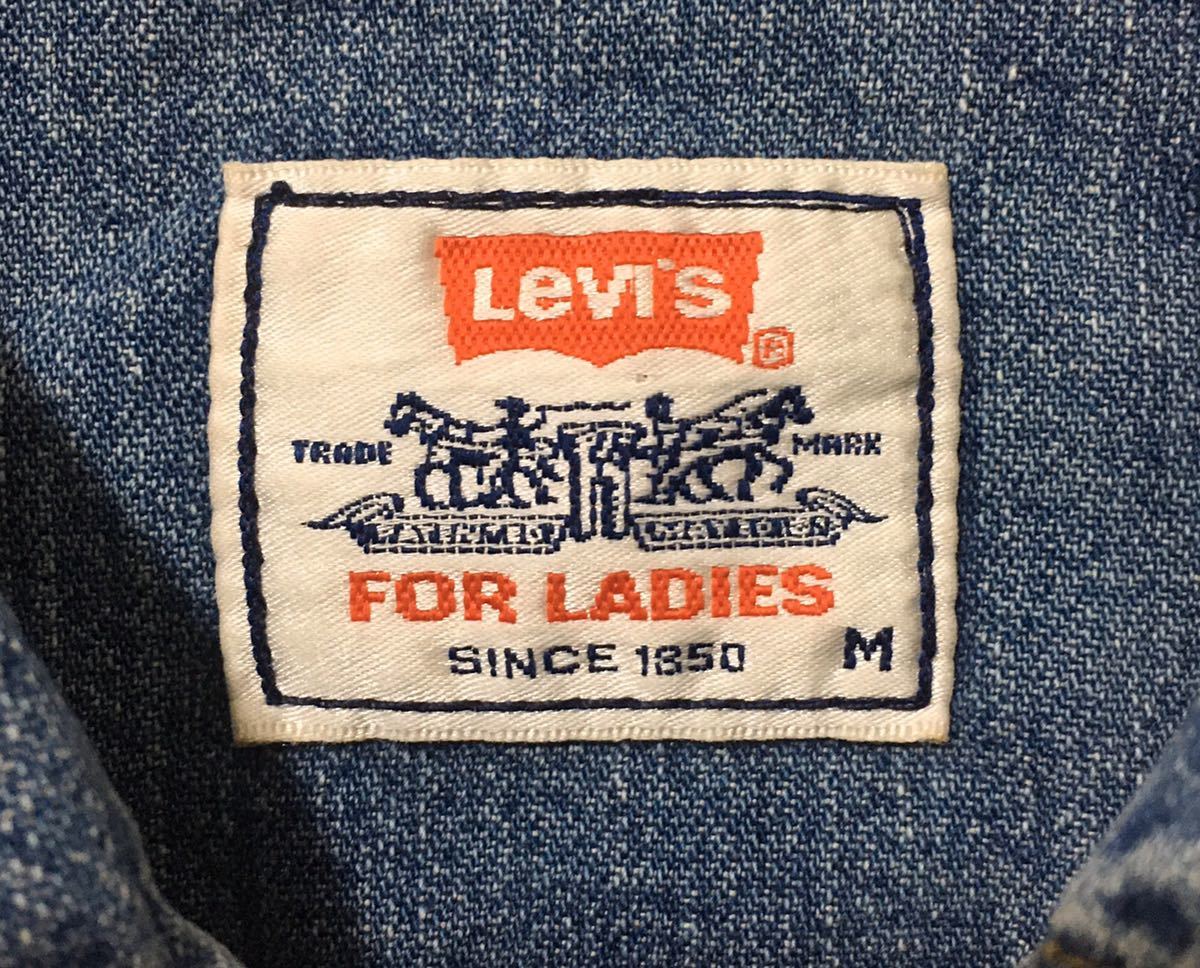 Levi's
®
TRADE MARK
FOR LADIES
SINCE 1850
M